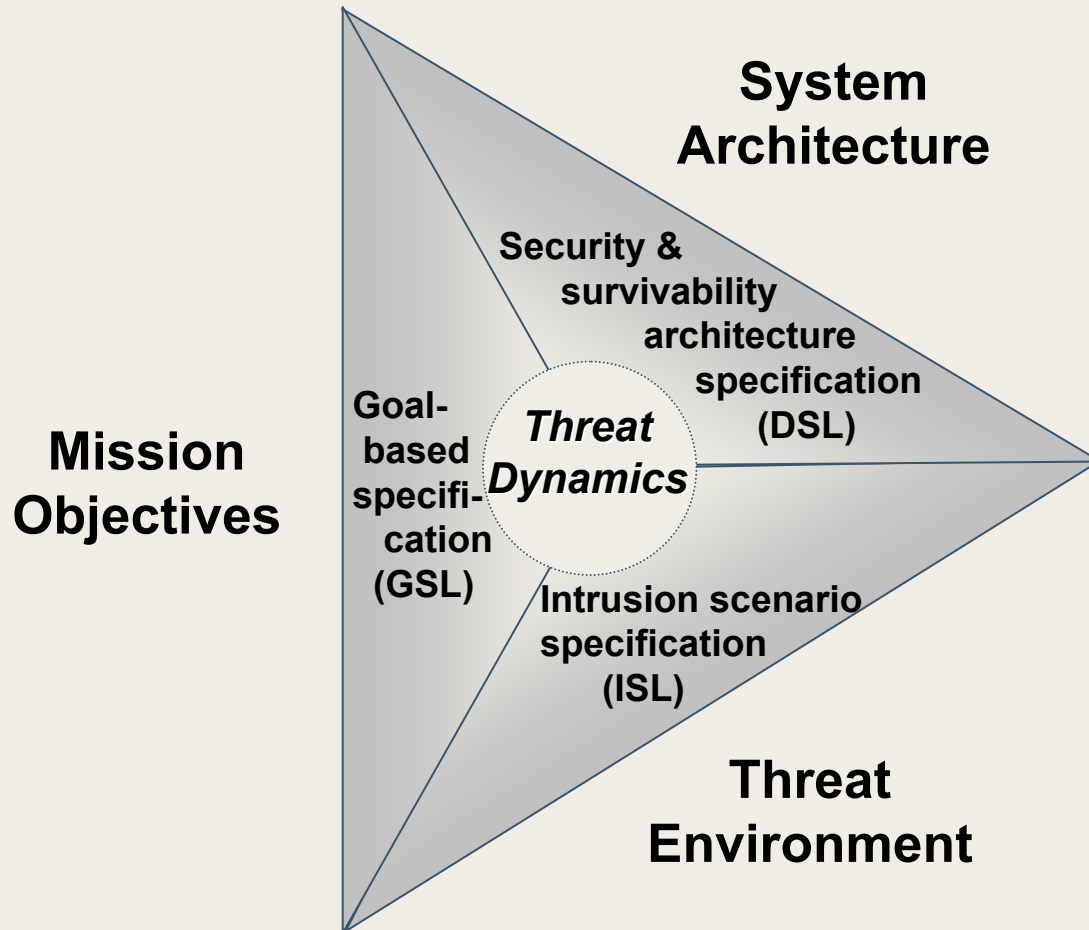 System
Architecture
Security &
survivability
architecture
specification
(DSL)
Mission
Objectives
Goal-
based
specifi-
cation
(GSL)
Threat
Dynamics
Intrusion scenario
specification
(ISL)
Threat
Environment